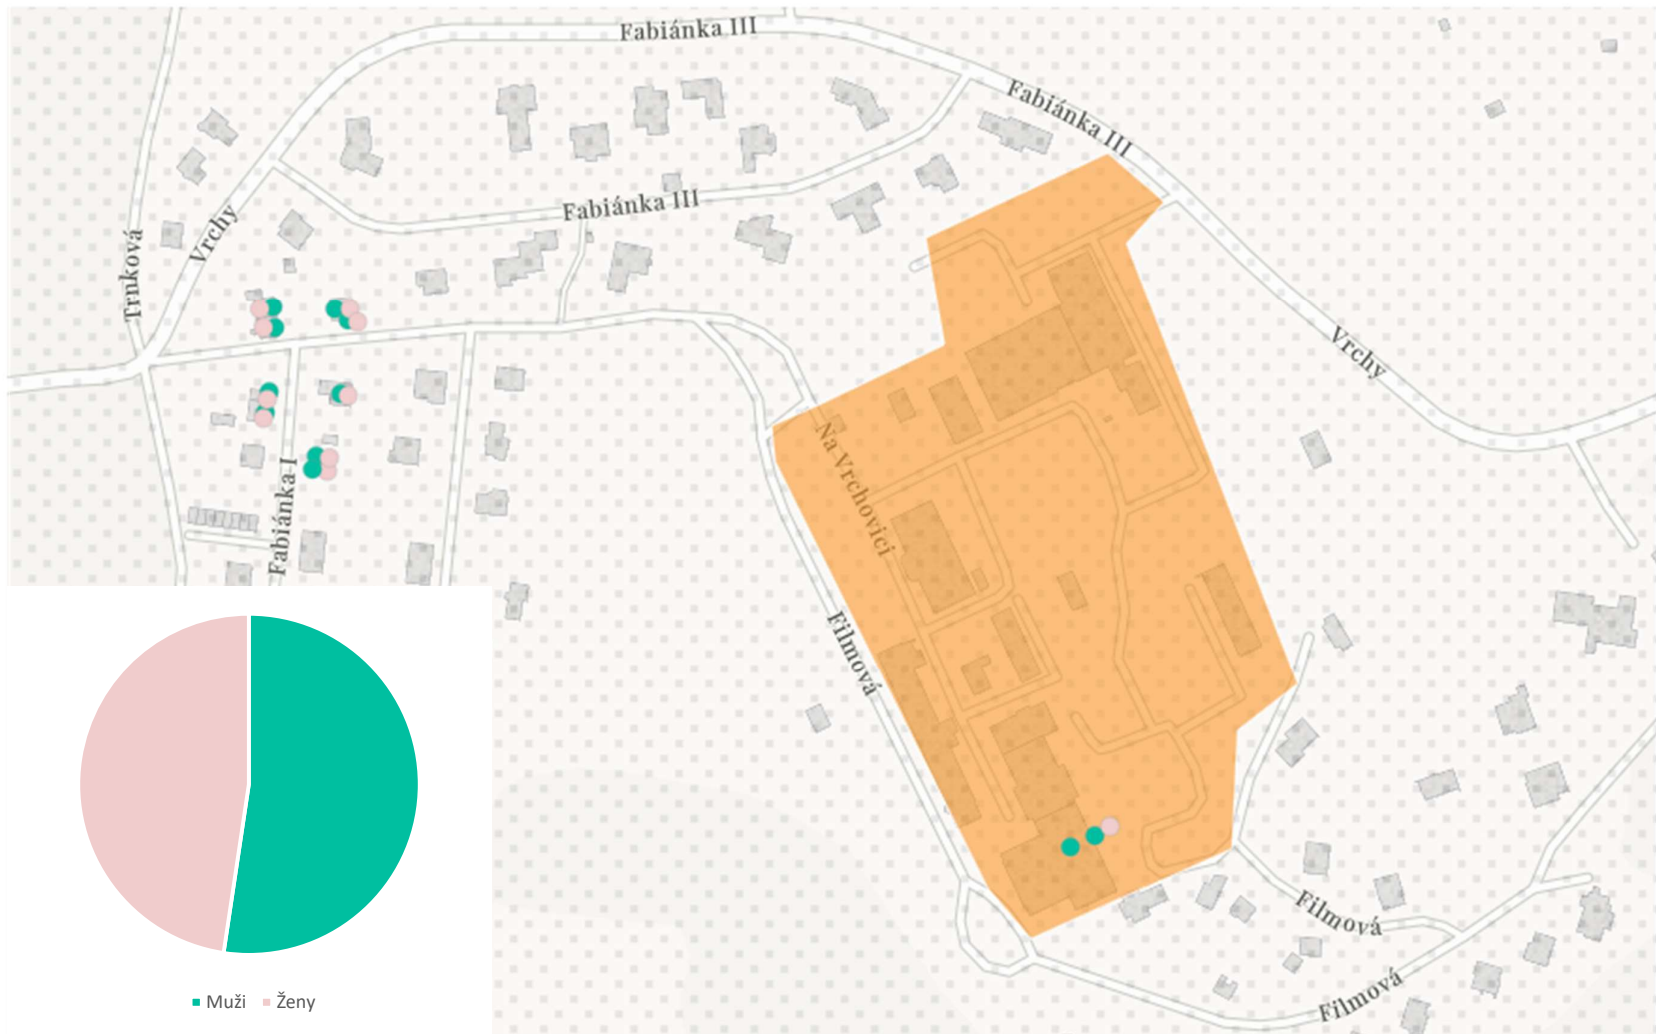 Fabiánka III
Fabiánka III
Fabiánka III
Vrchy
Trnková
Vrchy
Na Vrchovici
Fabiánka I
Filmová
Filmová
Filmová
Muži Ženy